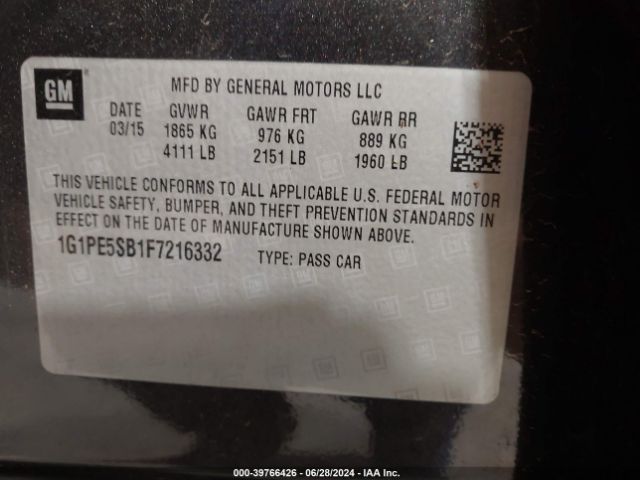 GM ®
MFD BY GENERAL MOTORS LLC
DATE GVWR GAWR FRT GAWR RR
03/15 1865 KG 976 KG 889 KG
4111 LB 2151 LB 1960 LB
THIS VEHICLE CONFORMS TO ALL APPLICABLE U.S. FEDERAL MOTOR
VEHICLE SAFETY, BUMPER, AND THEFT PREVENTION STANDARDS IN
EFFECT ON THE DATE OF MANUFACTURE SHOWN ABOVE.
1G1PE5SB1F7216332 TYPE: PASS CAR
000-39766426 / 06/28/2024 - IAA Inc.